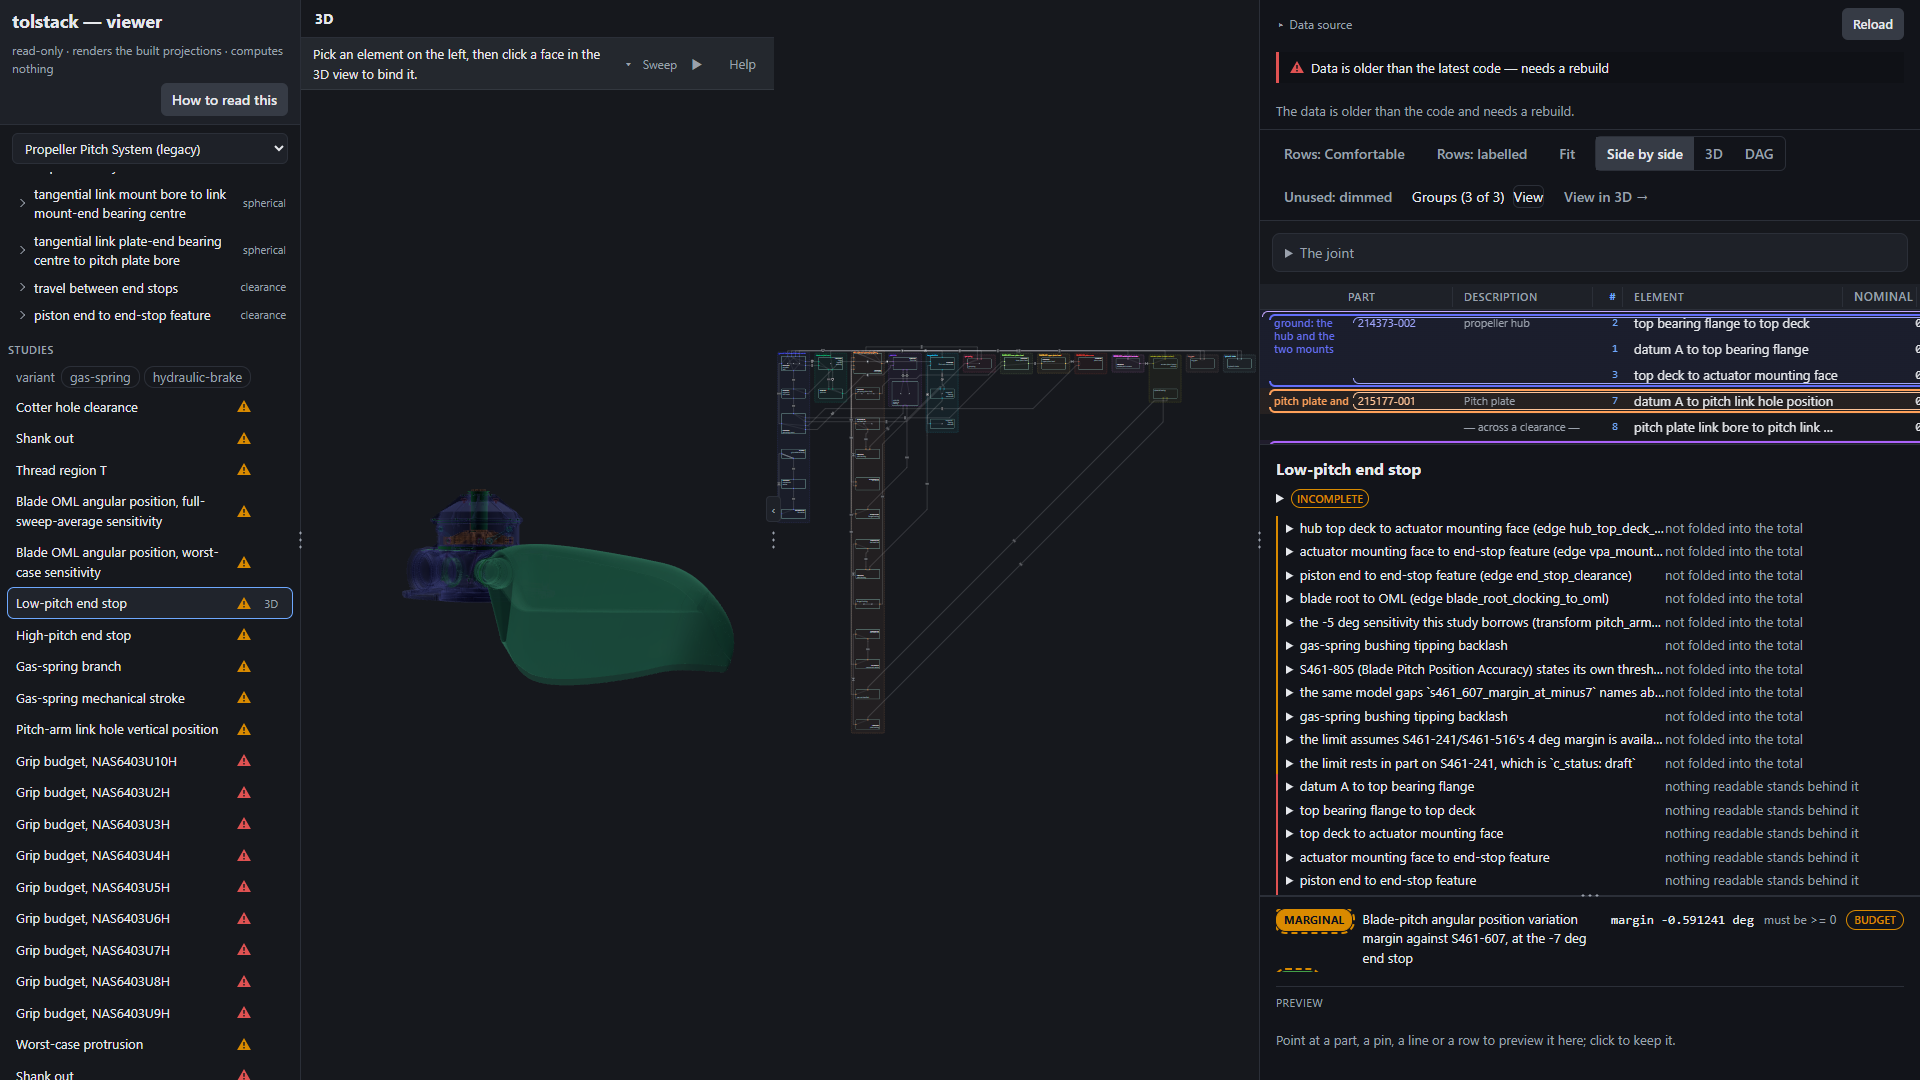 tolstack — viewer
read-only · renders the built projections · computes
nothing
How to read this
Propeller Pitch System (legacy)
tangential link mount bore to link
mount-end bearing centre
spherical
tangential link plate-end bearing
centre to pitch plate bore
spherical
travel between end stops
clearance
piston end to end-stop feature
clearance
STUDIES
variant
gas-spring
hydraulic-brake
Cotter hole clearance
Shank out
Thread region T
Blade OML angular position, full-
sweep-average sensitivity
Blade OML angular position, worst-
case sensitivity
Low-pitch end stop
3D
High-pitch end stop
Gas-spring branch
Gas-spring mechanical stroke
Pitch-arm link hole vertical position
Grip budget, NAS6403U10H
Grip budget, NAS6403U2H
Grip budget, NAS6403U3H
Grip budget, NAS6403U4H
Grip budget, NAS6403U5H
Grip budget, NAS6403U6H
Grip budget, NAS6403U7H
Grip budget, NAS6403U8H
Grip budget, NAS6403U9H
Worst-case protrusion
Shank out
3D
Pick an element on the left, then click a face in the
3D view to bind it.
Sweep
Help
Data source
Reload
Data is older than the latest code — needs a rebuild
The data is older than the code and needs a rebuild.
Rows: Comfortable
Rows: labelled
Fit
Side by side
3D
DAG
Unused: dimmed
Groups (3 of 3)
View
View in 3D →
The joint
PART
DESCRIPTION
#
ELEMENT
NOMINAL
ground: the
hub and the
two mounts
214373-002
propeller hub
2
top bearing flange to top deck
1
datum A to top bearing flange
3
top deck to actuator mounting face
pitch plate and
215177-001
Pitch plate
7
datum A to pitch link hole position
— across a clearance —
8
pitch plate link bore to pitch link ...
Low-pitch end stop
INCOMPLETE
hub top deck to actuator mounting face (edge hub_top_deck_...
not folded into the total
actuator mounting face to end-stop feature (edge vpa_mount...
not folded into the total
piston end to end-stop feature (edge end_stop_clearance)
not folded into the total
blade root to OML (edge blade_root_clocking_to_oml)
not folded into the total
the -5 deg sensitivity this study borrows (transform pitch_arm...
not folded into the total
gas-spring bushing tipping backlash
not folded into the total
S461-805 (Blade Pitch Position Accuracy) states its own thresh...
not folded into the total
the same model gaps `s461_607_margin_at_minus7` names ab...
not folded into the total
gas-spring bushing tipping backlash
not folded into the total
the limit assumes S461-241/S461-516's 4 deg margin is availa...
not folded into the total
the limit rests in part on S461-241, which is `c_status: draft`
not folded into the total
datum A to top bearing flange
nothing readable stands behind it
top bearing flange to top deck
nothing readable stands behind it
top deck to actuator mounting face
nothing readable stands behind it
actuator mounting face to end-stop feature
nothing readable stands behind it
piston end to end-stop feature
nothing readable stands behind it
MARGINAL
Blade-pitch angular position variation
margin against S461-607, at the -7 deg
end stop
margin -0.591241 deg
must be >= 0
BUDGET
PREVIEW
Point at a part, a pin, a line or a row to preview it here; click to keep it.